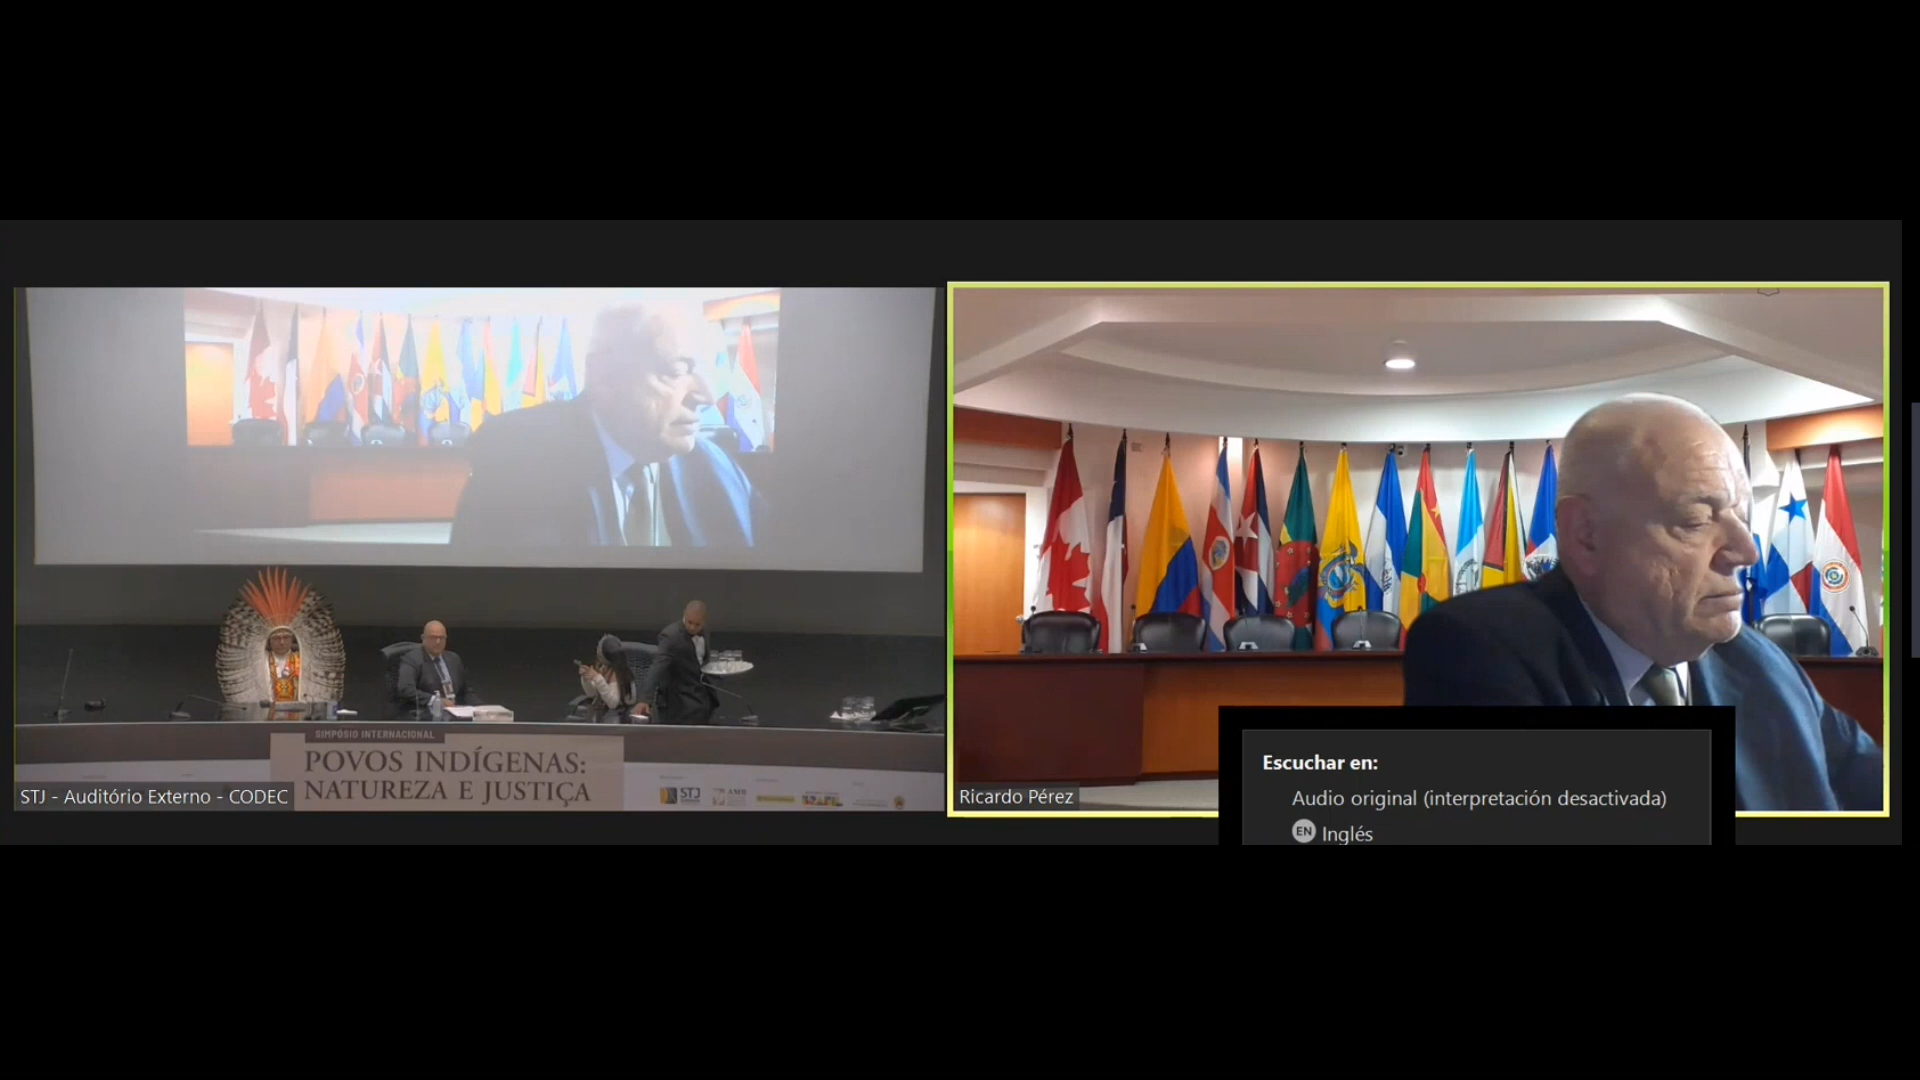 SIMPÓSIO INTERNACIONAL
POVOS INDÍGENAS:
NATUREZA E JUSTIÇA
STJ
AMB
STJ - Auditório Externo - CODEC
Ricardo Pérez
Escuchar en:
Audio original (interpretación desactivada)
EN Inglés